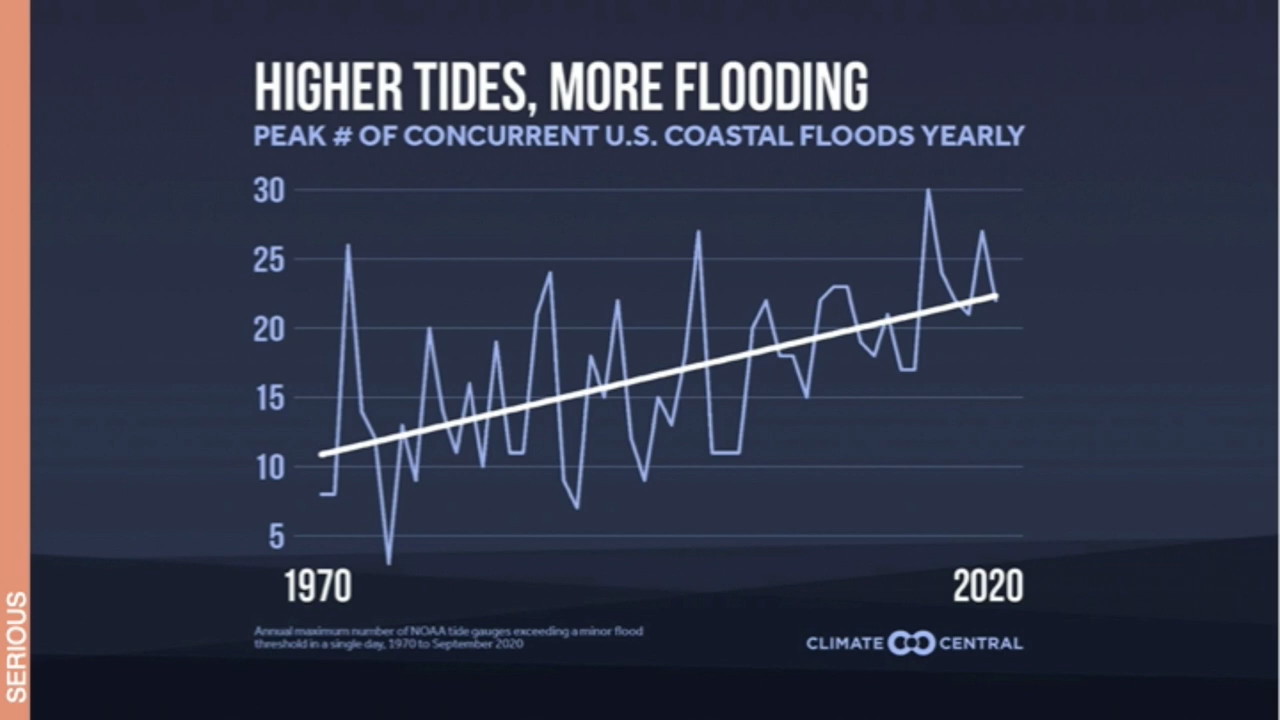 HIGHER TIDES, MORE FLOODING
PEAK # OF CONCURRENT U.S. COASTAL FLOODS YEARLY
30
25
20
15
10
5
1970
2020
Annual maximum number of NOAA tide gauges exceeding a minor flood
threshold in a single day, 1970 to September 2020
CLIMATE CENTRAL
SERIOUS